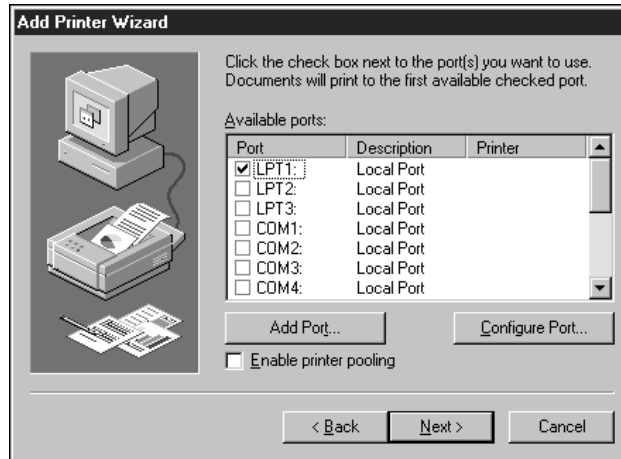 Add Printer Wizard
Click the check box next to the port(s) you want to use.
Documents will print to the first available checked port.
Available ports:
Port Description Printer
LPT1: Local Port
LPT2: Local Port
LPT3: Local Port
COM1: Local Port
COM2: Local Port
COM3: Local Port
COM4: Local Port
Add Port... Configure Port...
Enable printer pooling
< Back Next > Cancel